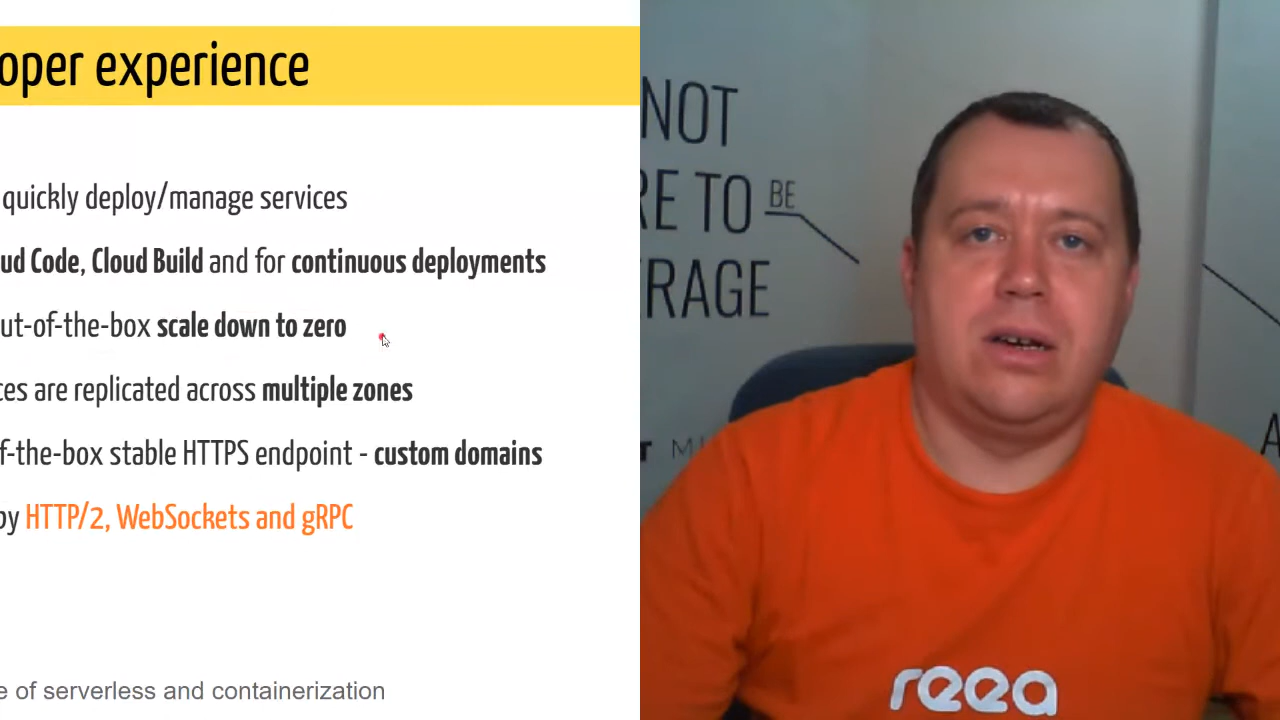 oper experience
quickly deploy/manage services
ud Code, Cloud Build and for continuous deployments
ut-of-the-box scale down to zero
ces are replicated across multiple zones
f-the-box stable HTTPS endpoint - custom domains
by HTTP/2, WebSockets and gRPC
e of serverless and containerization
NOT
RE TO BE
RAGE
reea